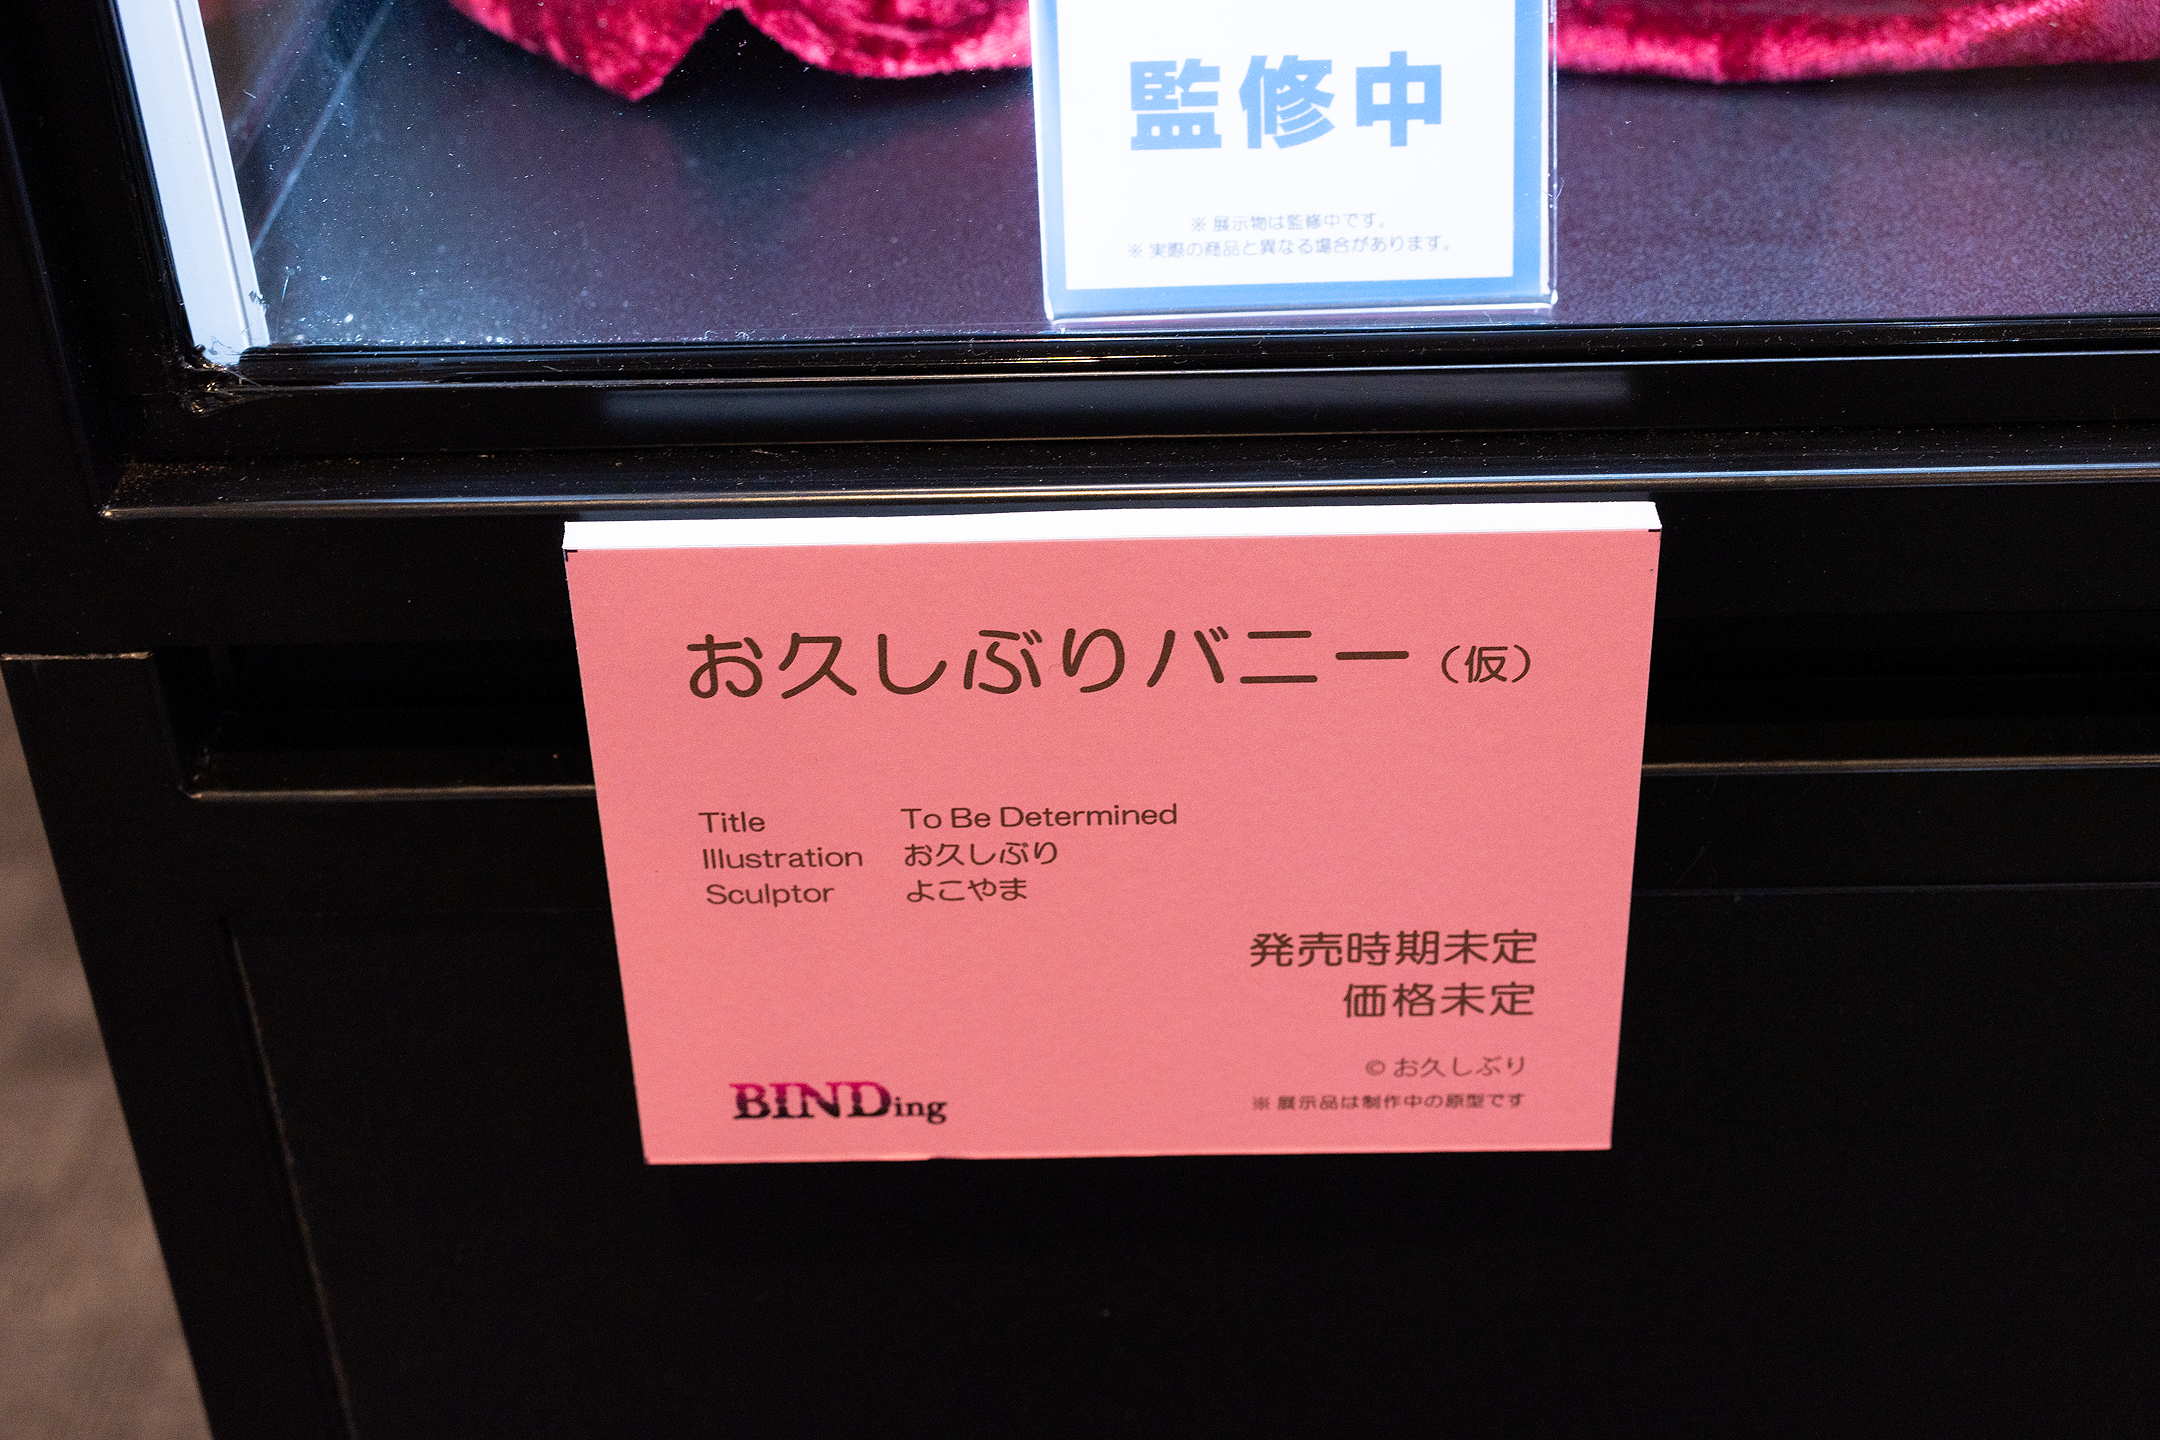 監修中
※ 展示物は監修中です。
※ 実際の商品と異なる場合があります。
お久しぶりバニー（仮）
Title To Be Determined
Illustration お久しぶり
Sculptor よこやま
発売時期未定
価格未定
© お久しぶり
※ 展示品は制作中の原型です
BINDing